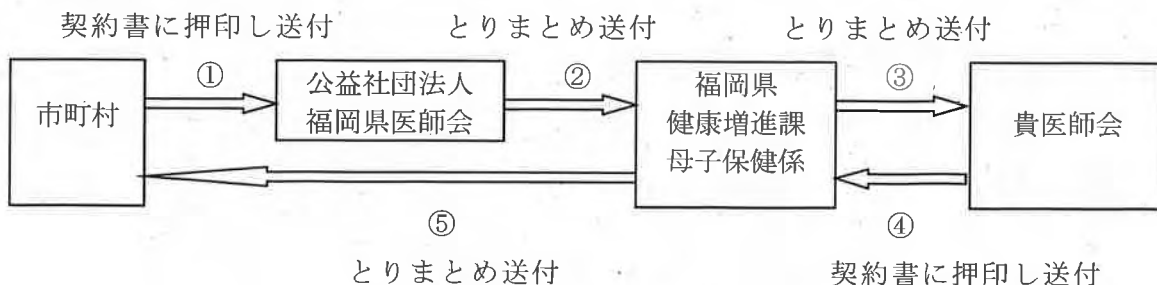 契約書に押印し送付
とりまとめ送付
とりまとめ送付
①
②
③
市町村
公益社団法人
福岡県医師会
福岡県
健康増進課
母子保健係
貴医師会
⑤
④
とりまとめ送付
契約書に押印し送付